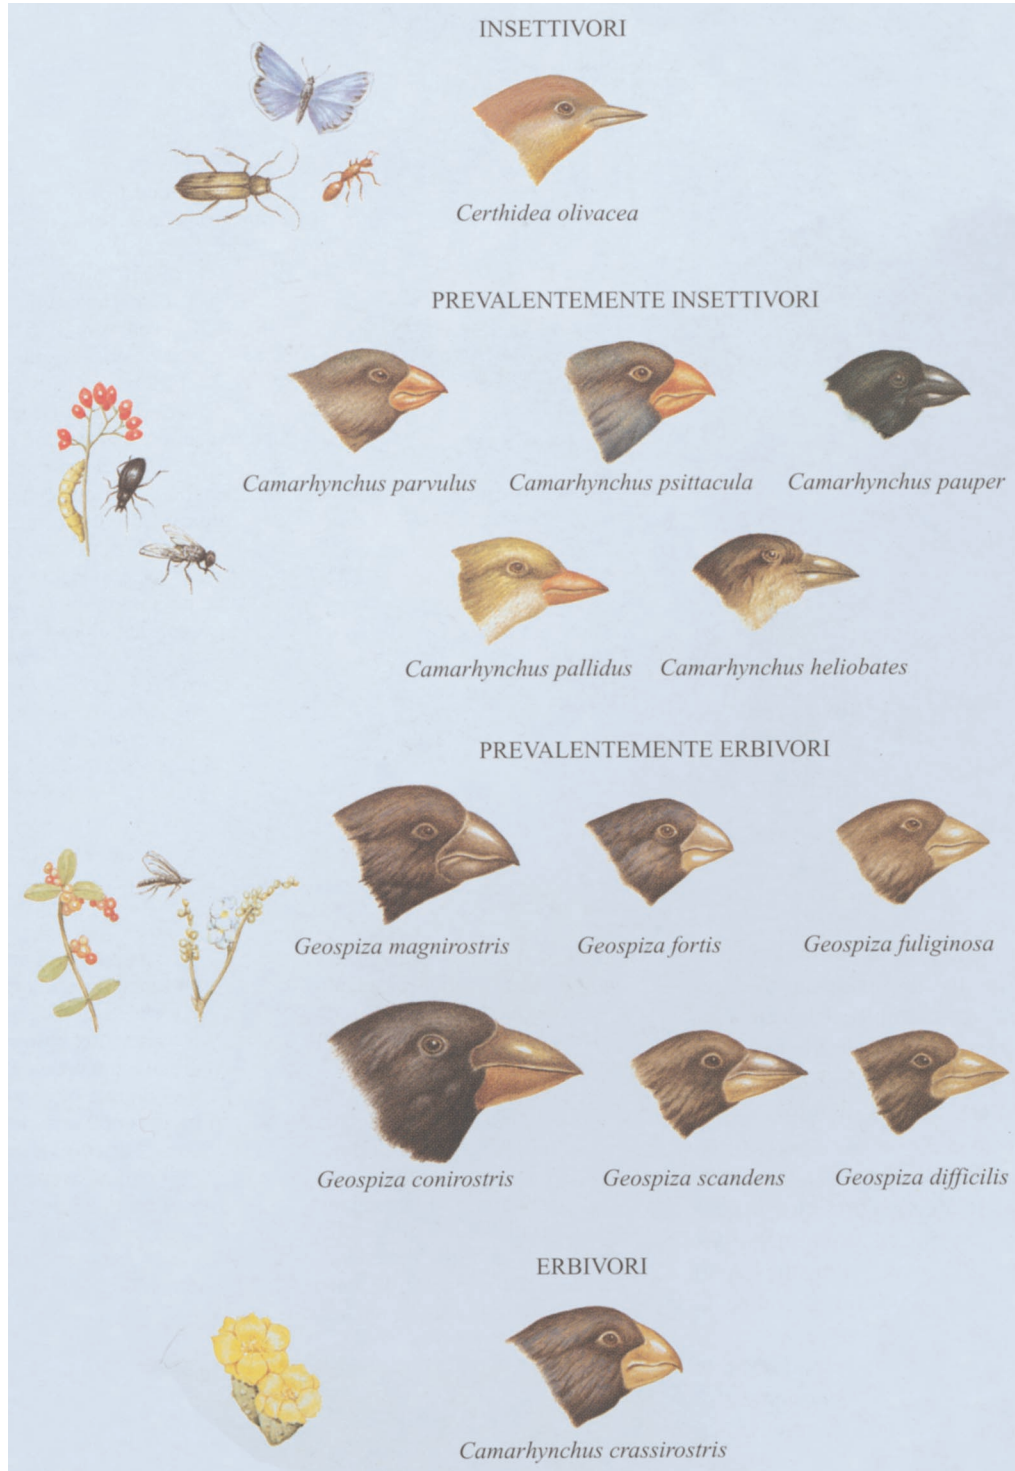 INSETTIVORI
Certhidea olivacea
PREVALENTEMENTE INSETTIVORI
Camarhynchus parvulus Camarhynchus psittacula Camarhynchus pauper
Camarhynchus pallidus Camarhynchus heliobates
PREVALENTEMENTE ERBIVORI
Geospiza magnirostris Geospiza fortis Geospiza fuliginosa
Geospiza conirostris Geospiza scandens Geospiza difficilis
ERBIVORI
Camarhynchus crassirostris